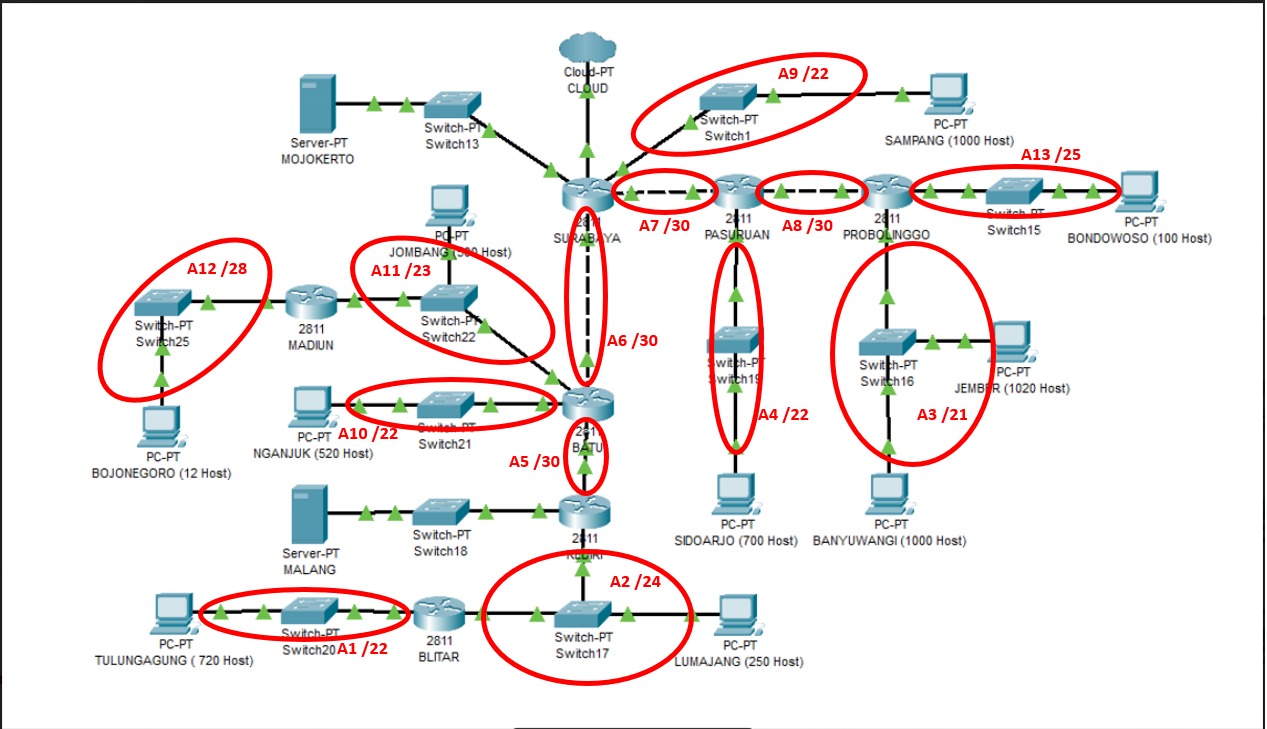 Cloud-PT
CLOUD
A9 /22
Server-PT
MOJOKERTO
Switch-PT
Switch13
Switch-PT
Switch1
PC-PT
SAMPANG (1000 Host)
A13 /25
2811
SURABAYA
A7 /30
2811
PASURUAN
A8 /30
2811
PROBOLINGGO
Switch-PT
Switch15
PC-PT
BONDOWOSO (100 Host)
PC-PT
JOMBANG (500 Host)
A12 /28
A11 /23
Switch-PT
Switch25
2811
MADIUN
Switch-PT
Switch22
A6 /30
Switch-PT
Switch19
Switch-PT
Switch16
PC-PT
JEMBER (1020 Host)
A4 /22
A3 /21
PC-PT
NGANJUK (520 Host)
A10 /22
Switch-PT
Switch21
2811
BATU
A5 /30
PC-PT
BOJONEGORO (12 Host)
Server-PT
MALANG
Switch-PT
Switch18
2811
KEDIRI
PC-PT
SIDOARJO (700 Host)
PC-PT
BANYUWANGI (1000 Host)
A2 /24
PC-PT
TULUNGAGUNG ( 720 Host)
Switch-PT
Switch20
A1 /22
2811
BLITAR
Switch-PT
Switch17
PC-PT
LUMAJANG (250 Host)